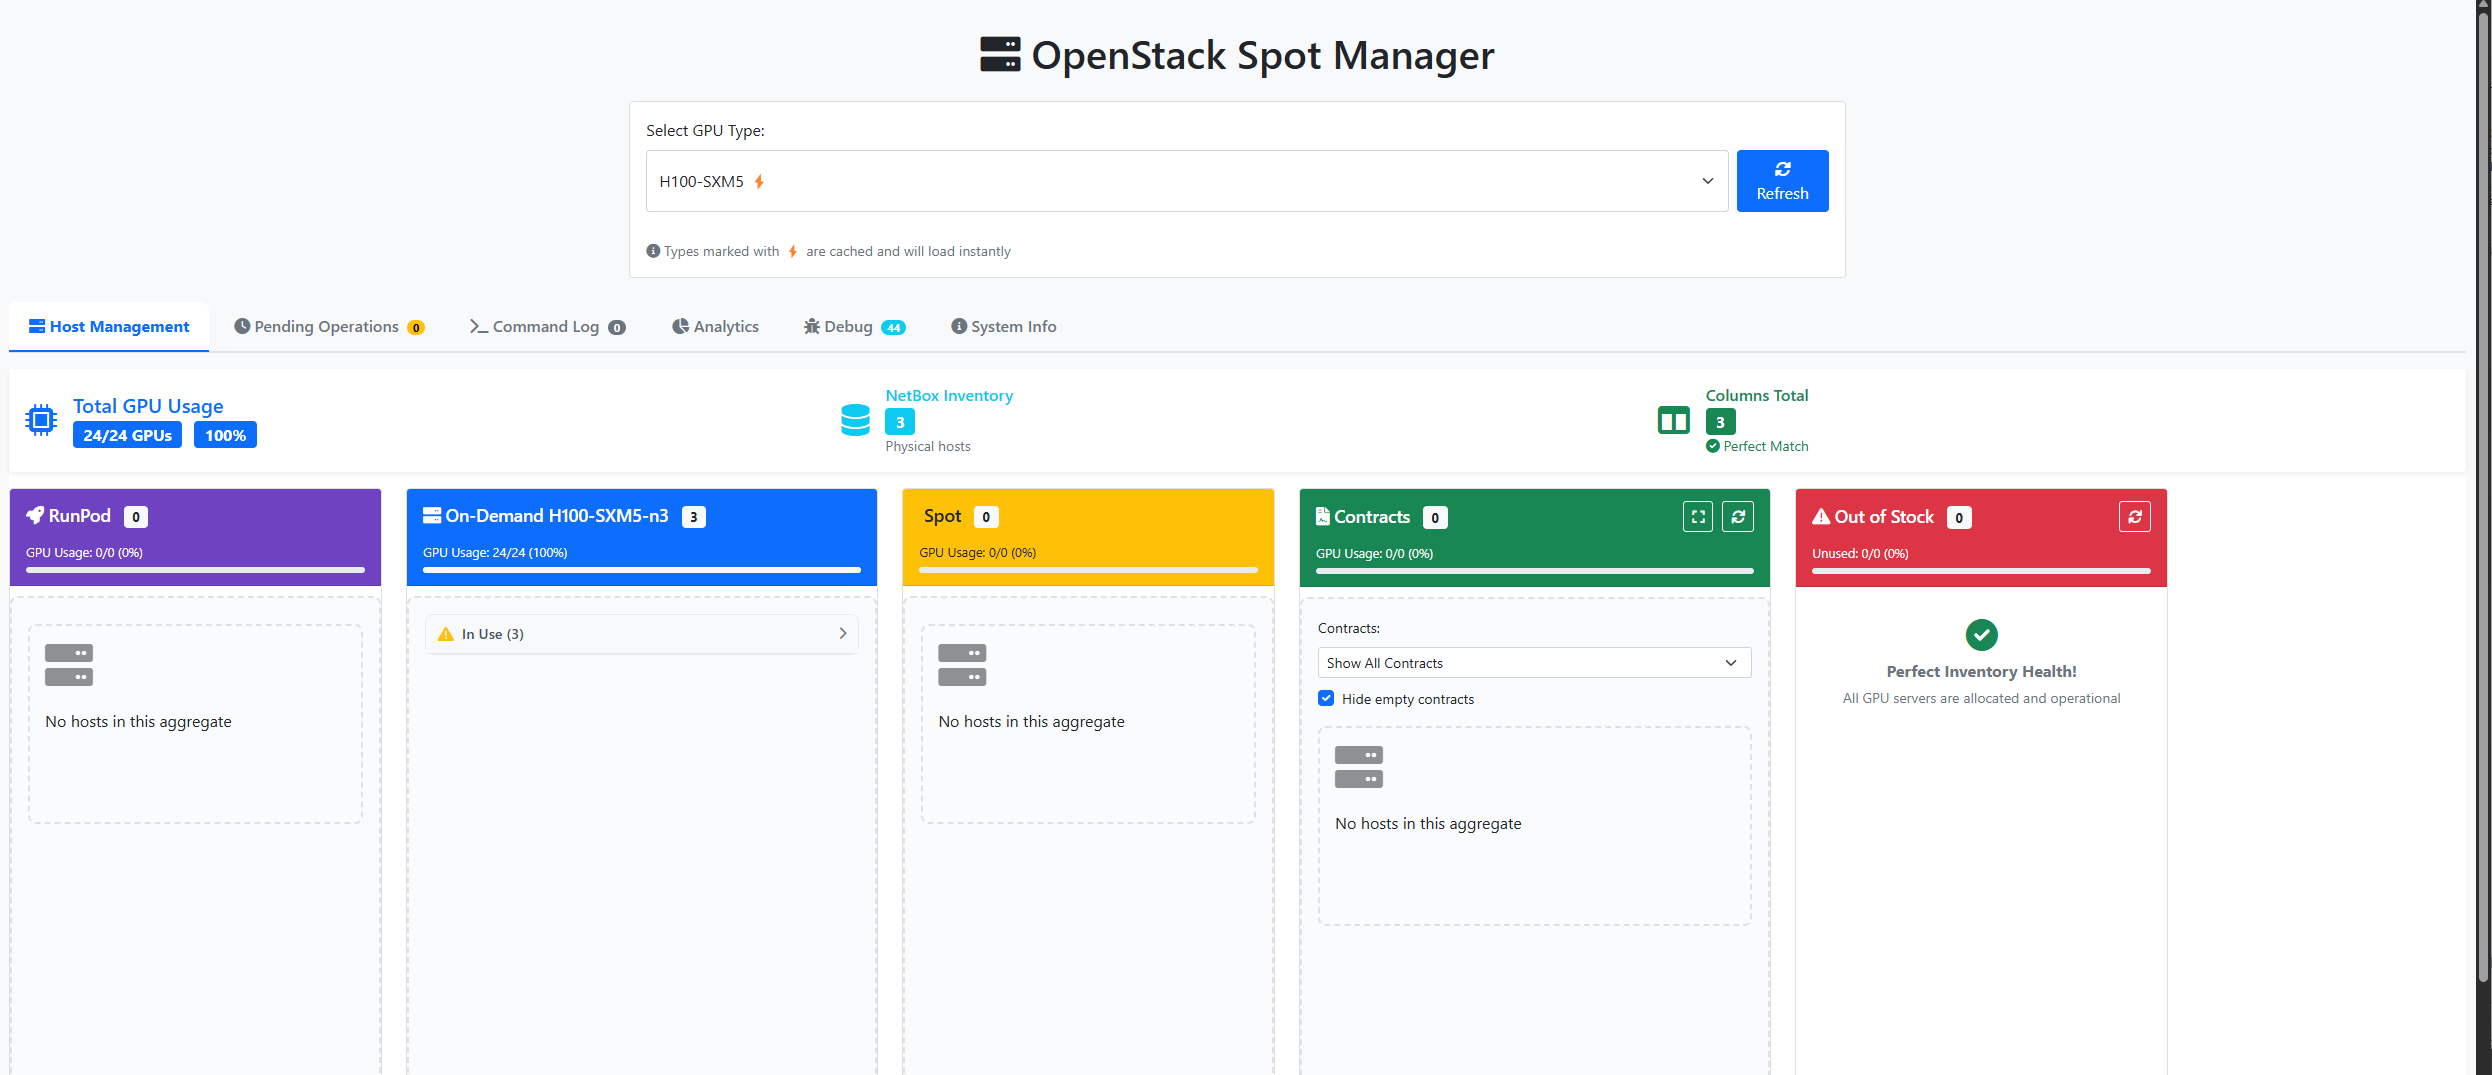 OpenStack Spot Manager
Select GPU Type:
H100-SXM5
Refresh
Types marked with are cached and will load instantly
Host Management
Pending Operations 0
Command Log 0
Analytics
Debug 44
System Info
Total GPU Usage
24/24 GPUs 100%
NetBox Inventory
3
Physical hosts
Columns Total
3
Perfect Match
RunPod 0
GPU Usage: 0/0 (0%)
No hosts in this aggregate
On-Demand H100-SXM5-n3 3
GPU Usage: 24/24 (100%)
In Use (3)
Spot 0
GPU Usage: 0/0 (0%)
No hosts in this aggregate
Contracts 0
GPU Usage: 0/0 (0%)
Contracts:
Show All Contracts
Hide empty contracts
No hosts in this aggregate
Out of Stock 0
Unused: 0/0 (0%)
Perfect Inventory Health!
All GPU servers are allocated and operational